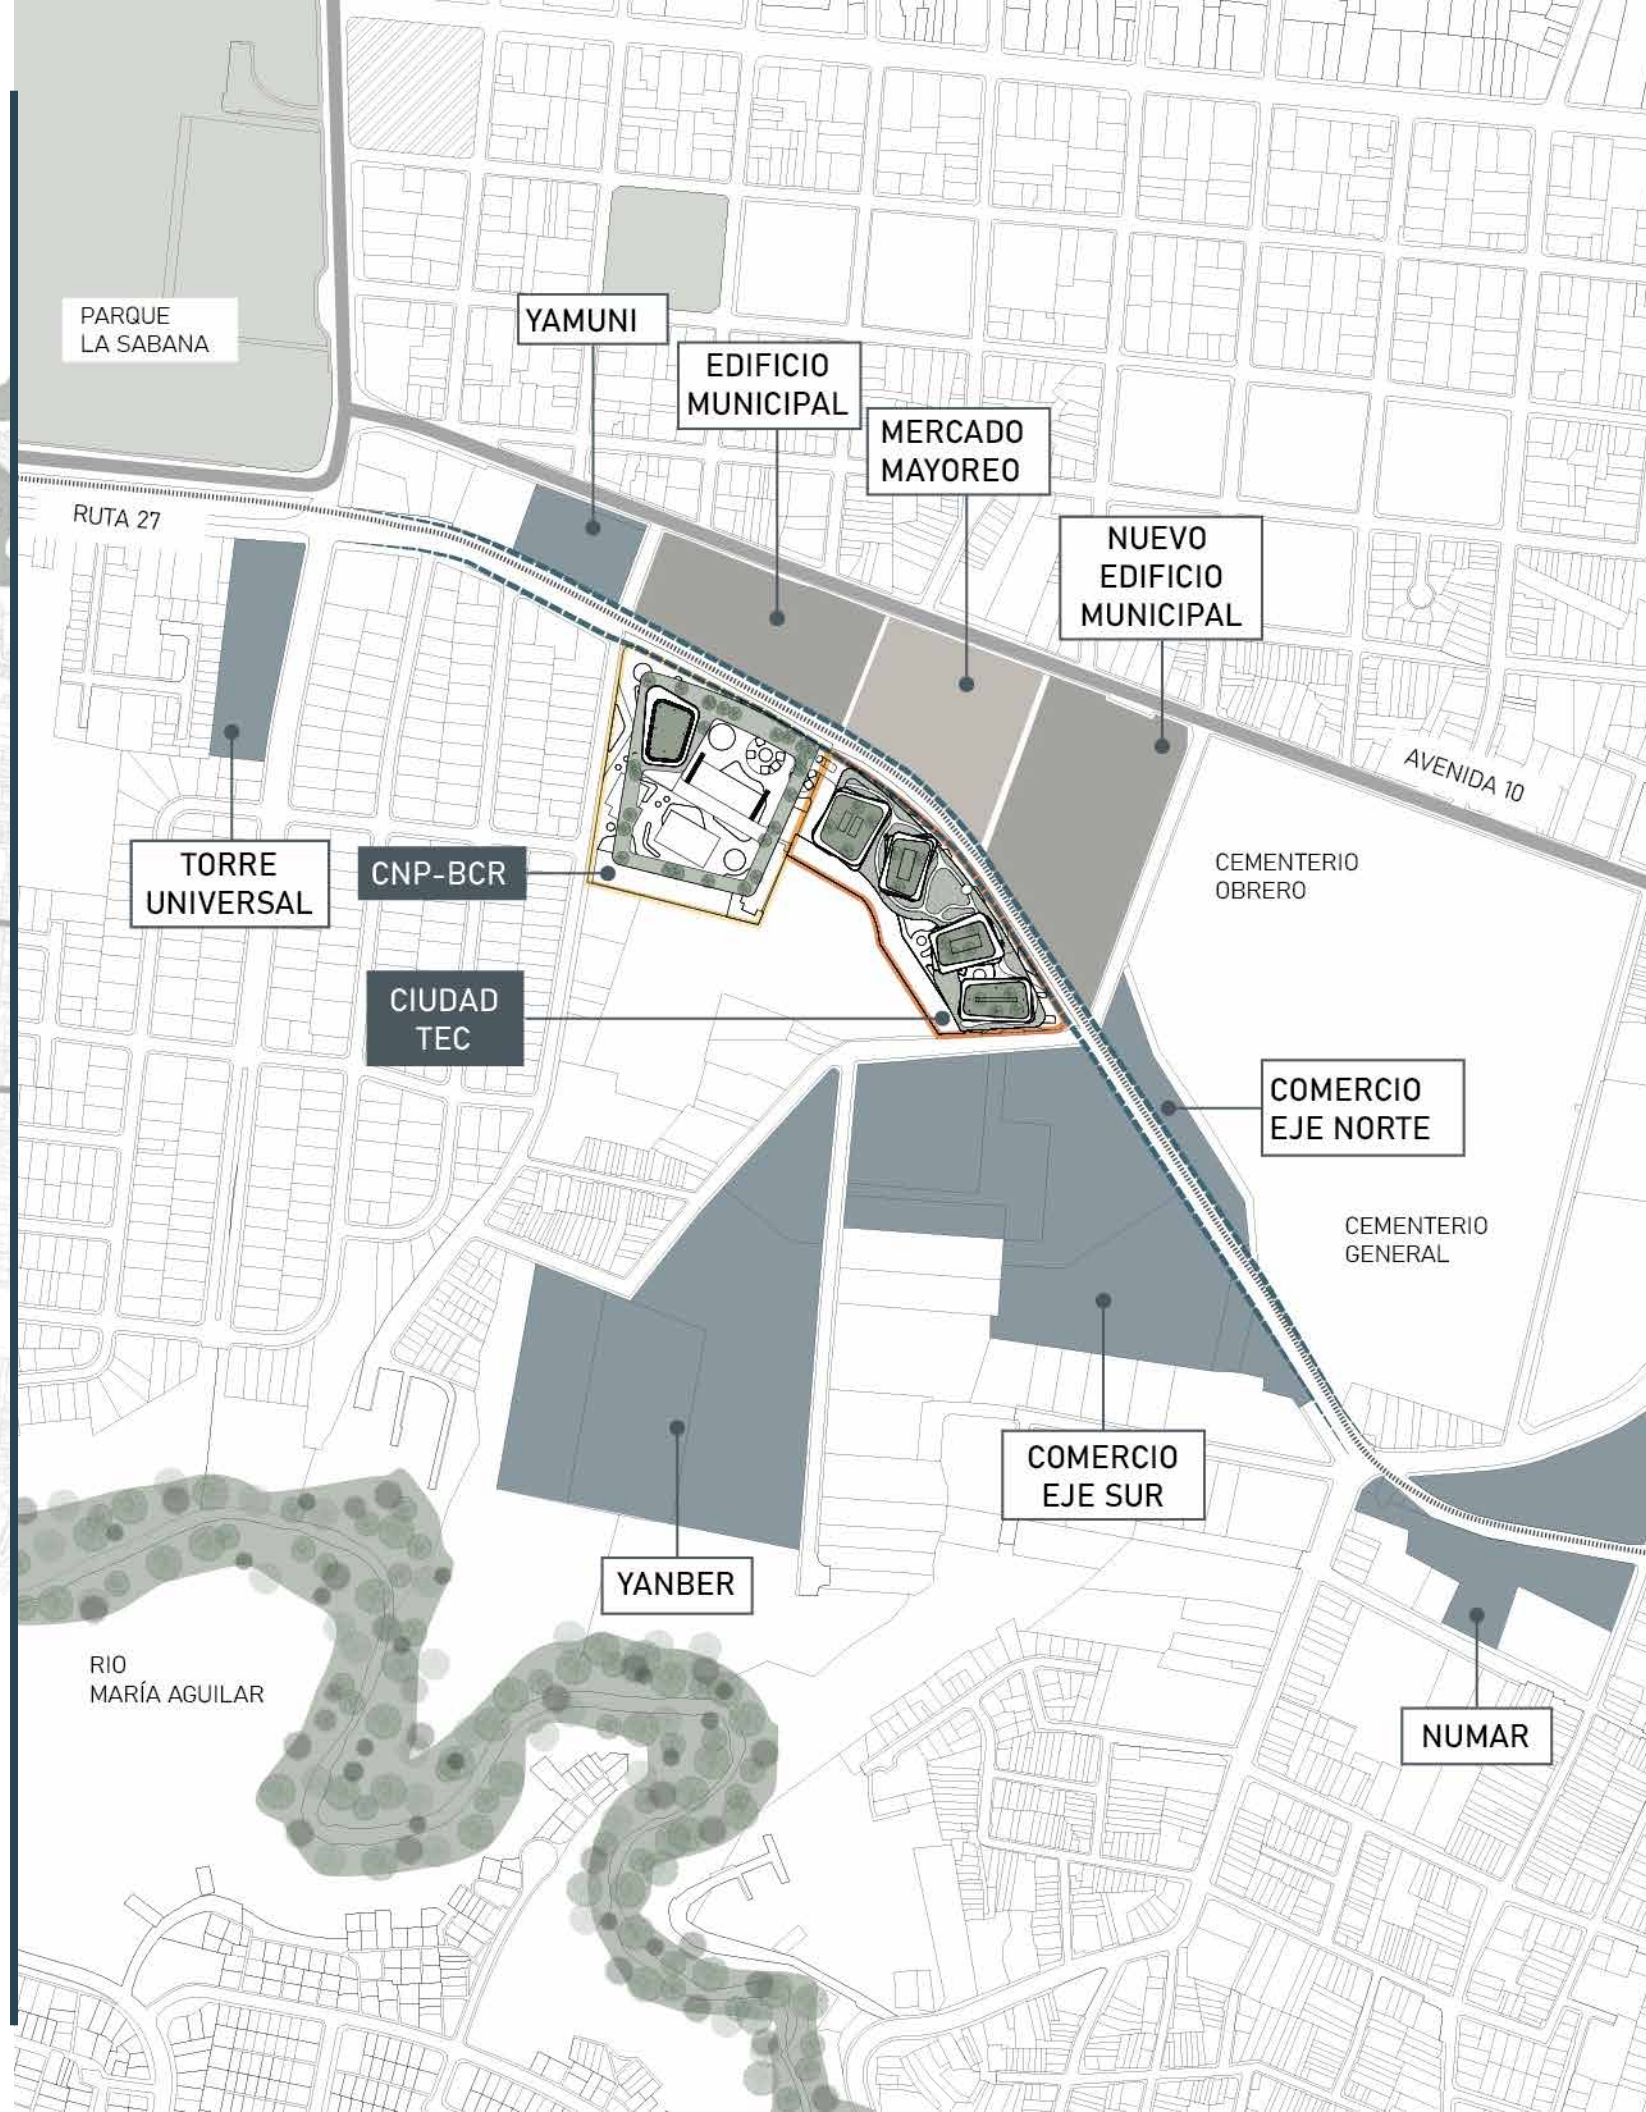 PARQUE
LA SABANA
YAMUNI
EDIFICIO
MUNICIPAL
MERCADO
MAYOREO
RUTA 27
NUEVO
EDIFICIO
MUNICIPAL
AVENIDA 10
TORRE
UNIVERSAL
CNP-BCR
CEMENTERIO
OBRERO
CIUDAD
TEC
COMERCIO
EJE NORTE
CEMENTERIO
GENERAL
COMERCIO
EJE SUR
YANBER
RIO
MARÍA AGUILAR
NUMAR